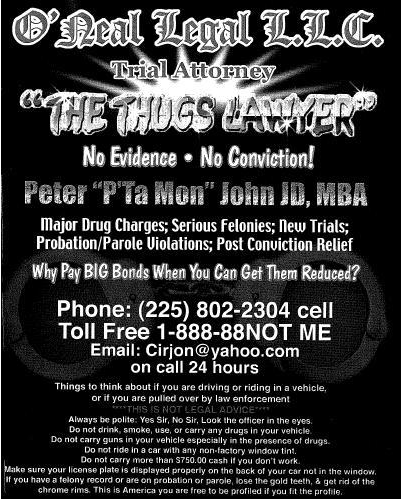 O'Neal Legal L.L.C.
Trial Attorney
"THE THUGS LAWYER"
No Evidence • No Conviction!
Peter "P'Ta Mon" John JD, MBA
Major Drug Charges; Serious Felonies; New Trials;
Probation/Parole Violations; Post Conviction Relief
Why Pay BIG Bonds When You Can Get Them Reduced?
Phone: (225) 802-2304 cell
Toll Free 1-888-88NOT ME
Email: Cirjon@yahoo.com
on call 24 hours
Things to think about if you are driving or riding in a vehicle,
or if you are pulled over by law enforcement
****THIS IS NOT LEGAL ADVICE****
Always be polite: Yes Sir, No Sir, Look the officer in the eyes.
Do not drink, smoke, use, or carry any drugs in your vehicle.
Do not carry guns in your vehicle especially in the presence of drugs.
Do not ride in a car with any non-factory window tint.
Do not carry more than $750.00 cash if you don't work.
Make sure your license plate is displayed properly on the back of your car not in the window.
If you have a felony record or are on probation or parole, lose the gold teeth, & get rid of the
chrome rims. This is America you are free to be profiled if you fit the profile.